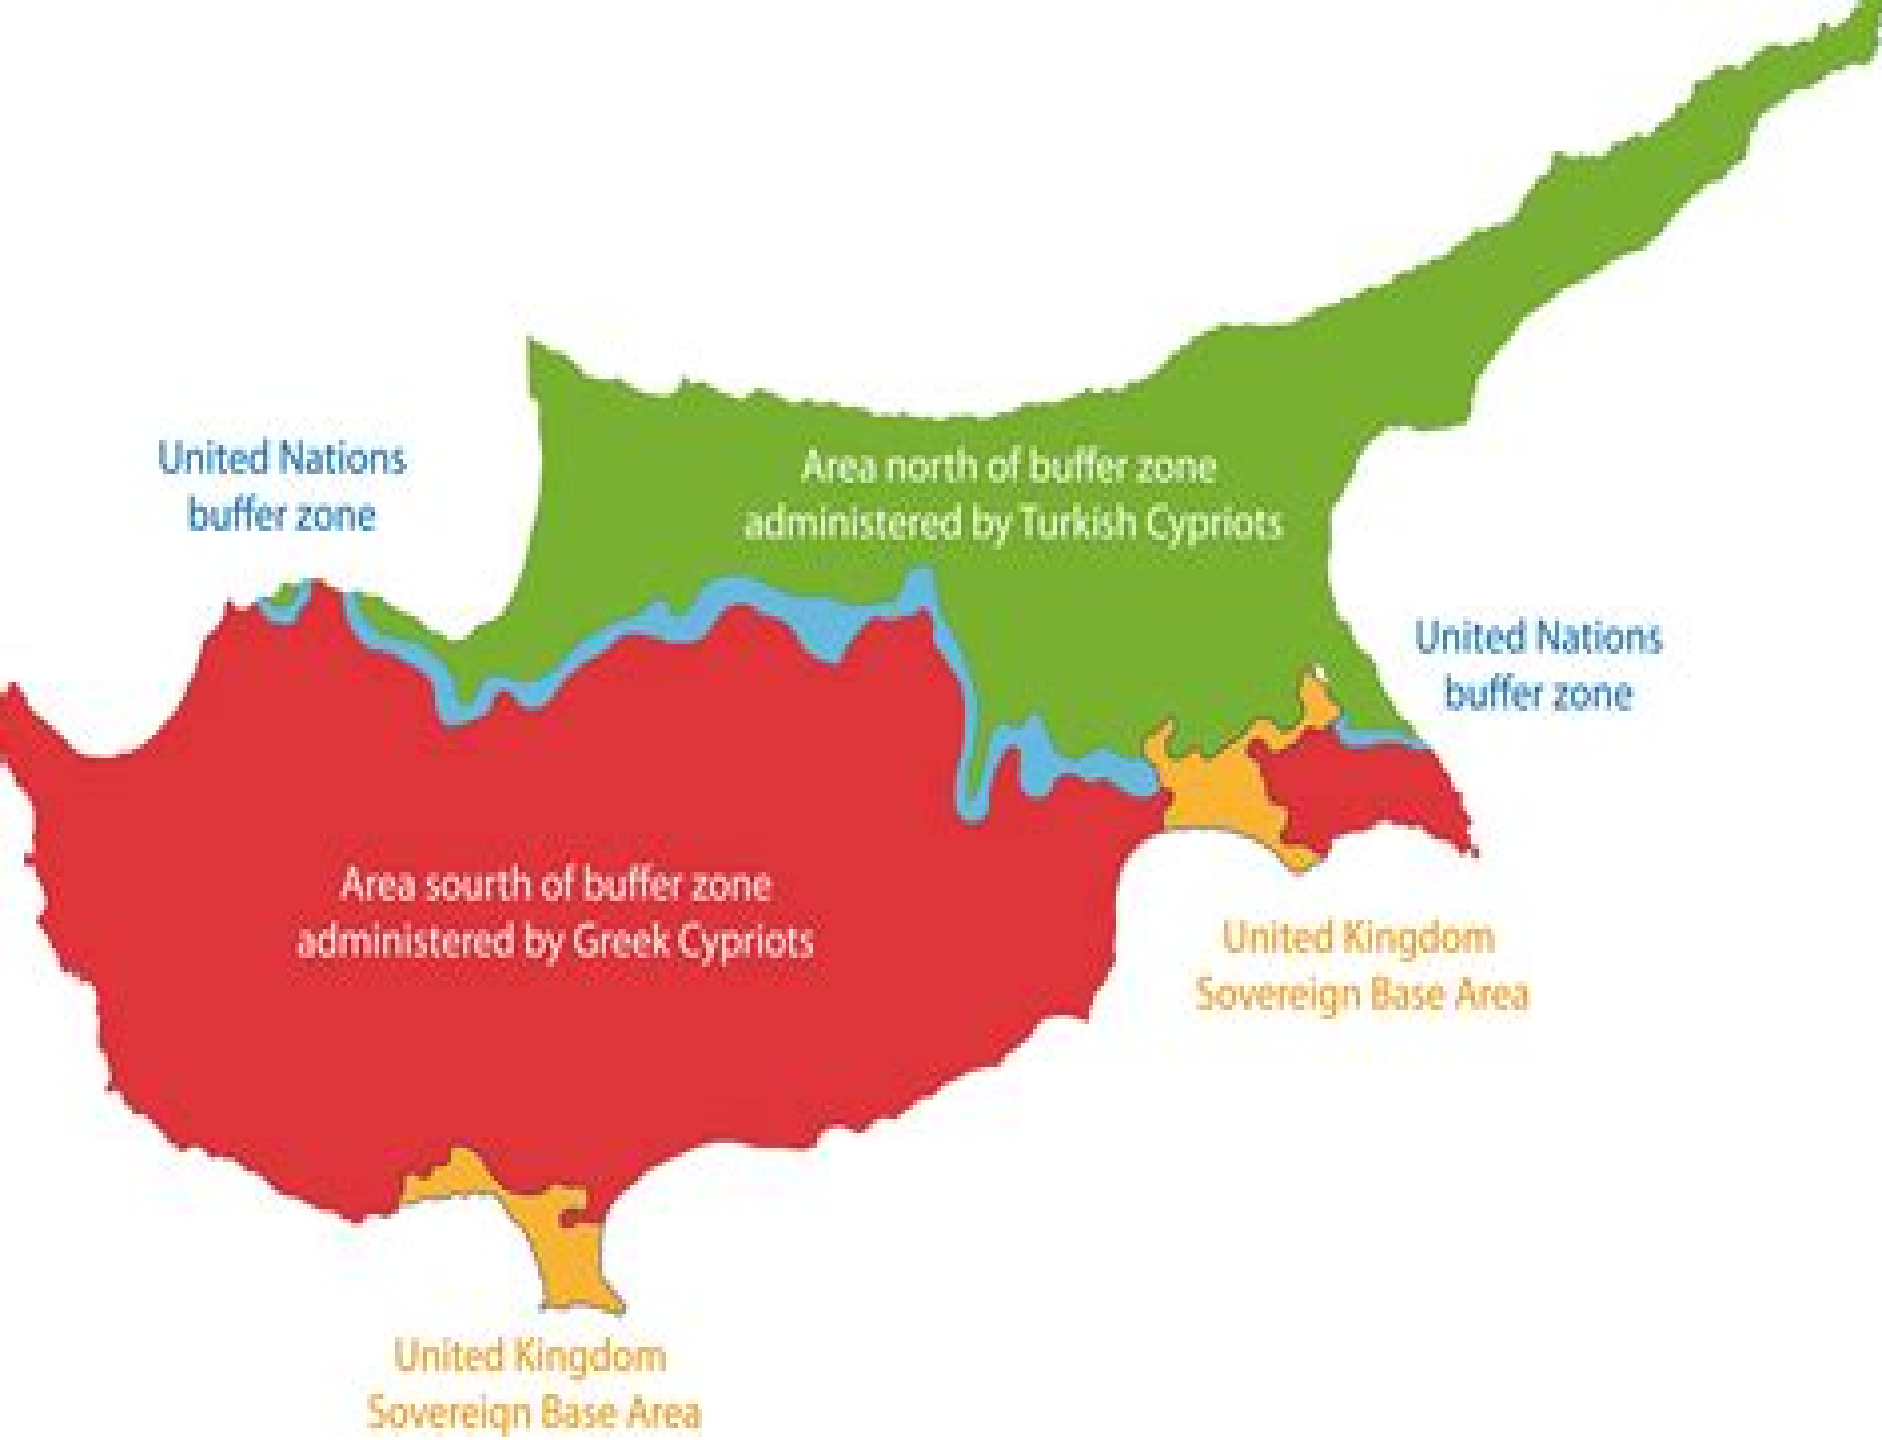 United Nations
buffer zone
Area north of buffer zone
administered by Turkish Cypriots
United Nations
buffer zone
Area sourth of buffer zone
administered by Greek Cypriots
United Kingdom
Sovereign Base Area
United Kingdom
Sovereign Base Area